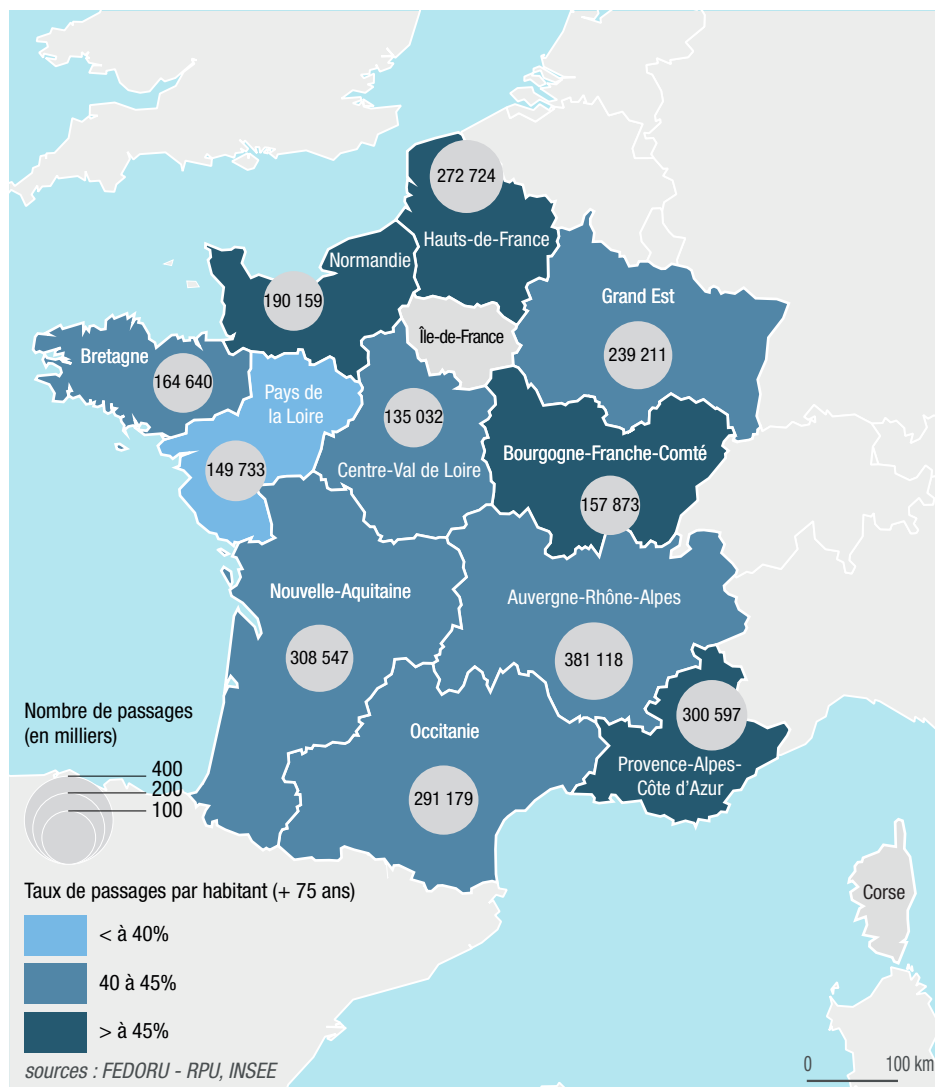 272 724
Hauts-de-France
Normandie
190 159
Grand Est
239 211
Île-de-France
Bretagne
164 640
Pays de
la Loire
149 733
135 032
Centre-Val de Loire
Bourgogne-Franche-Comté
157 873
Nouvelle-Aquitaine
308 547
Auvergne-Rhône-Alpes
381 118
300 597
Provence-Alpes-
Côte d'Azur
Occitanie
291 179
Corse
Nombre de passages
(en milliers)
400
200
100
Taux de passages par habitant (+ 75 ans)
< à 40%
40 à 45%
> à 45%
sources : FEDORU - RPU, INSEE
0 100 km